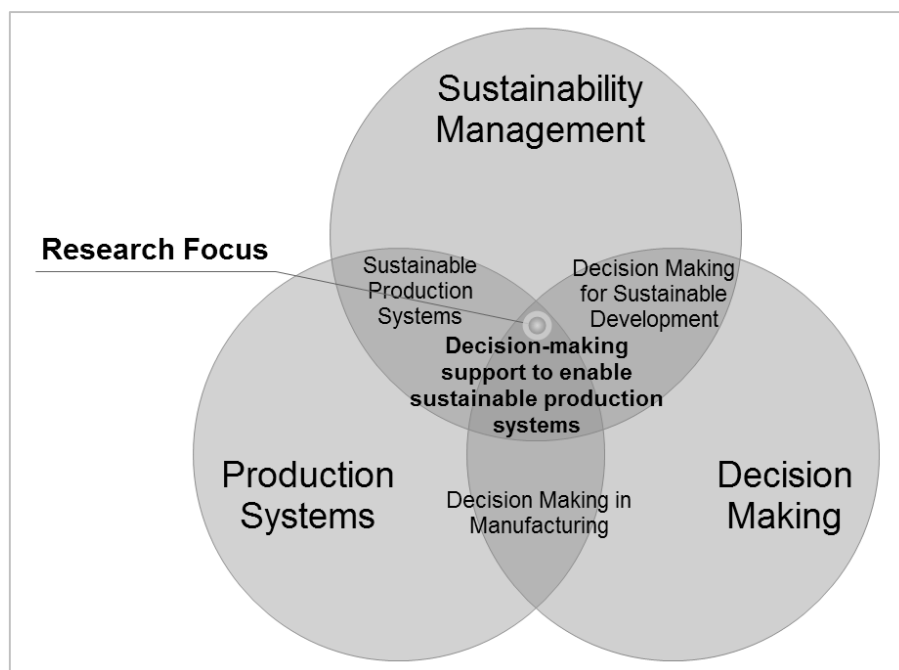 Sustainability
Management
Research Focus
Sustainable
Production
Systems
Decision Making
for Sustainable
Development
Decision-making
support to enable
sustainable production
systems
Production
Systems
Decision Making in
Manufacturing
Decision
Making